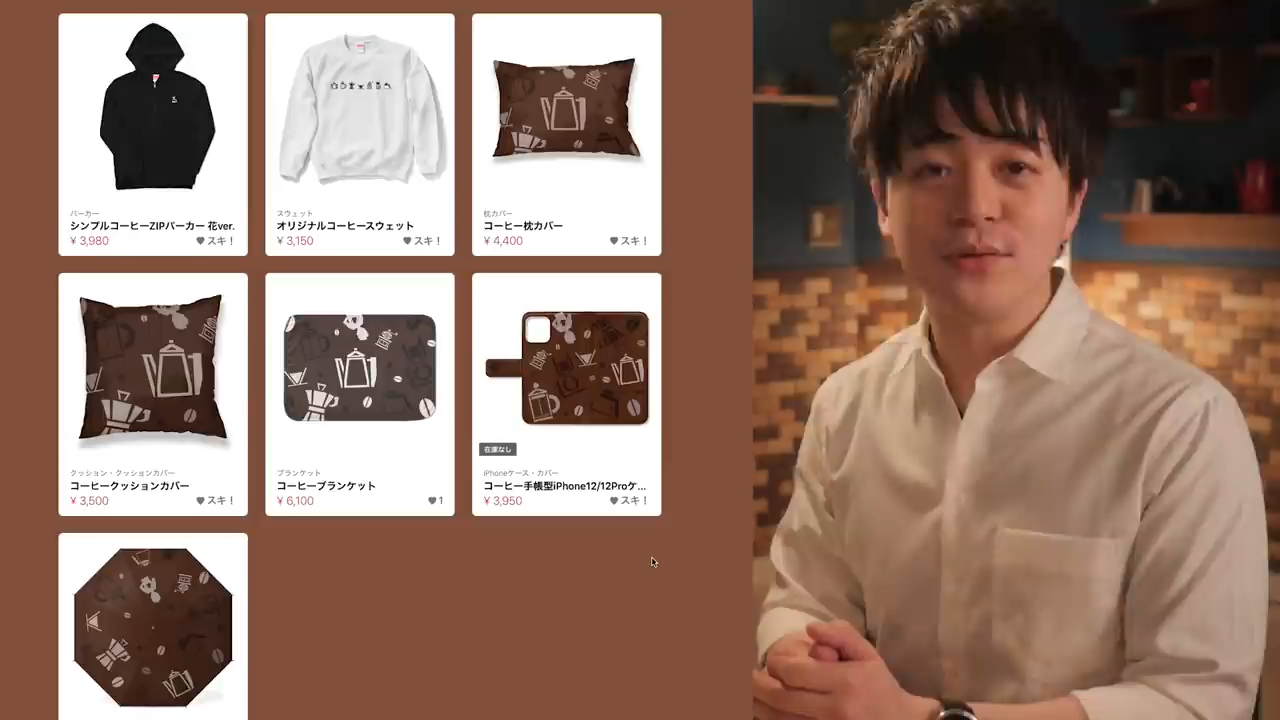 パーカー
シンプルコーヒーZIPパーカー 花ver.
¥ 3,980
スキ！
スウェット
オリジナルコーヒースウェット
¥ 3,150
スキ！
枕カバー
コーヒー枕カバー
¥ 4,400
スキ！
クッション・クッションカバー
コーヒークッションカバー
¥ 3,500
スキ！
ブランケット
コーヒーブランケット
¥ 6,100
1
在庫なし
iPhoneケース・カバー
コーヒー手帳型iPhone12/12Proケ...
¥ 3,950
スキ！